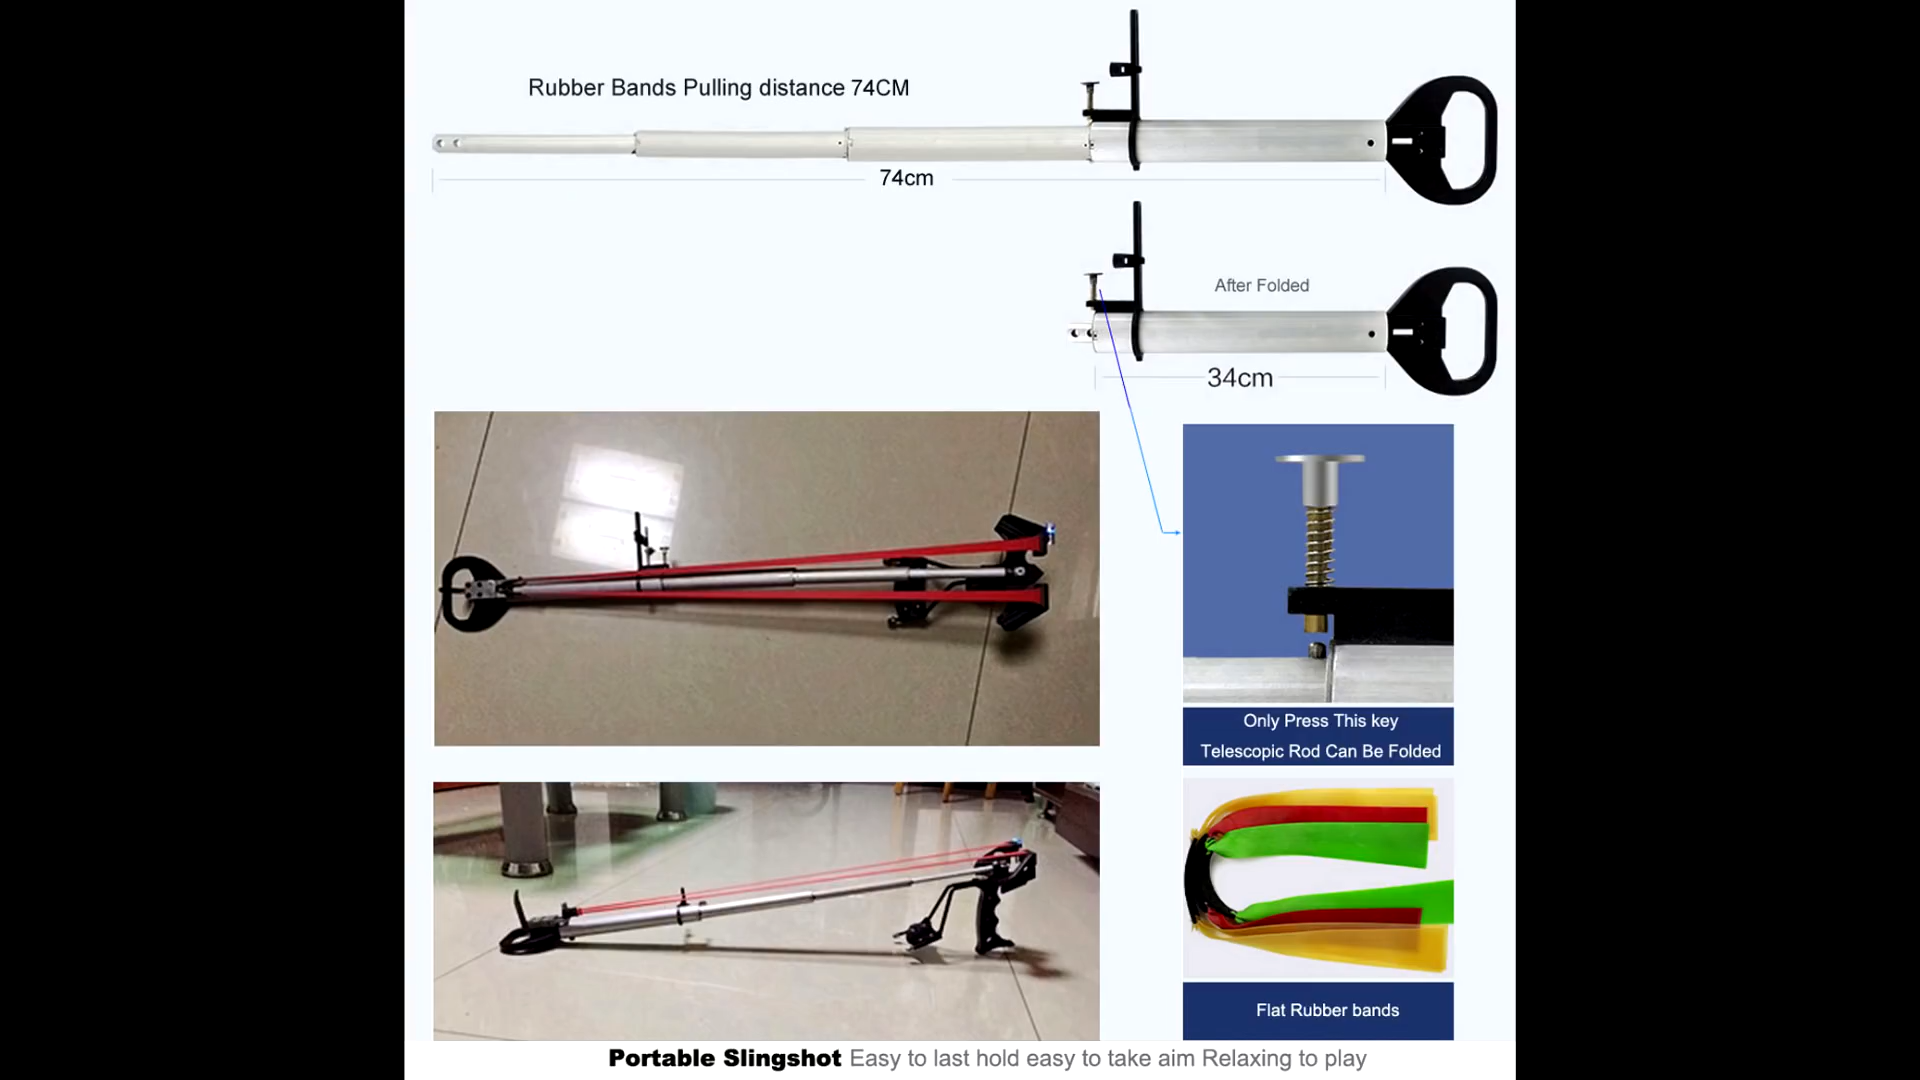 Rubber Bands Pulling distance 74CM
74cm
After Folded
34cm
Only Press This key
Telescopic Rod Can Be Folded
Flat Rubber bands
Portable Slingshot Easy to last hold easy to take aim Relaxing to play